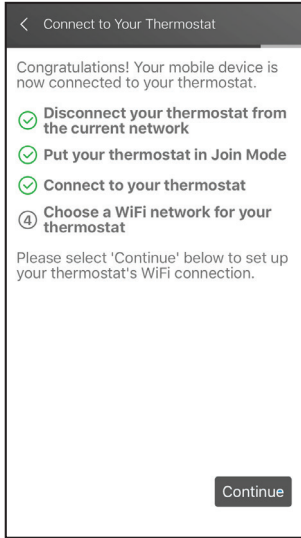 Connect to Your Thermostat
Congratulations! Your mobile device is
now connected to your thermostat.
Disconnect your thermostat from
the current network
Put your thermostat in Join Mode
Connect to your thermostat
4 Choose a WiFi network for your
thermostat
Please select 'Continue' below to set up
your thermostat's WiFi connection.
Continue